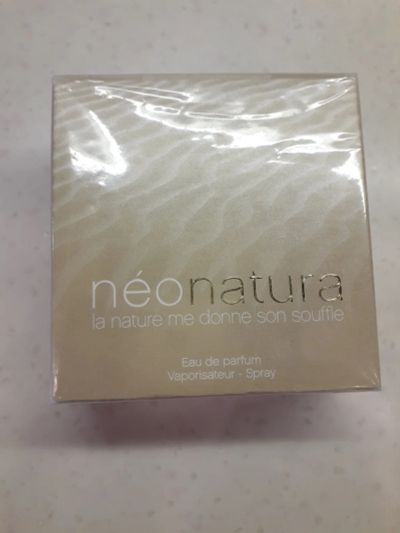 néonatura
la nature me donne son souffle
Eau de parfum
Vaporisateur - Spray